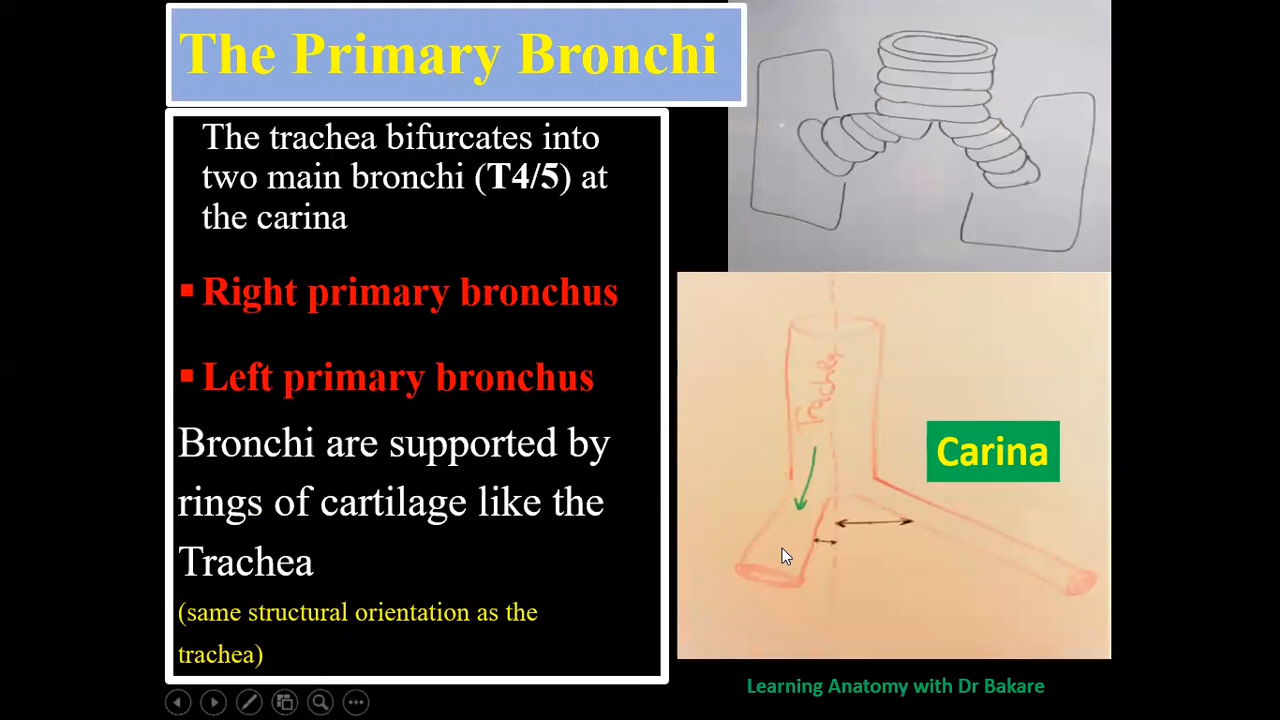 The Primary Bronchi
The trachea bifurcates into
two main bronchi (T4/5) at
the carina
▪ Right primary bronchus
▪ Left primary bronchus
Bronchi are supported by
rings of cartilage like the
Trachea
(same structural orientation as the
trachea)
Trachea
Carina
Learning Anatomy with Dr Bakare